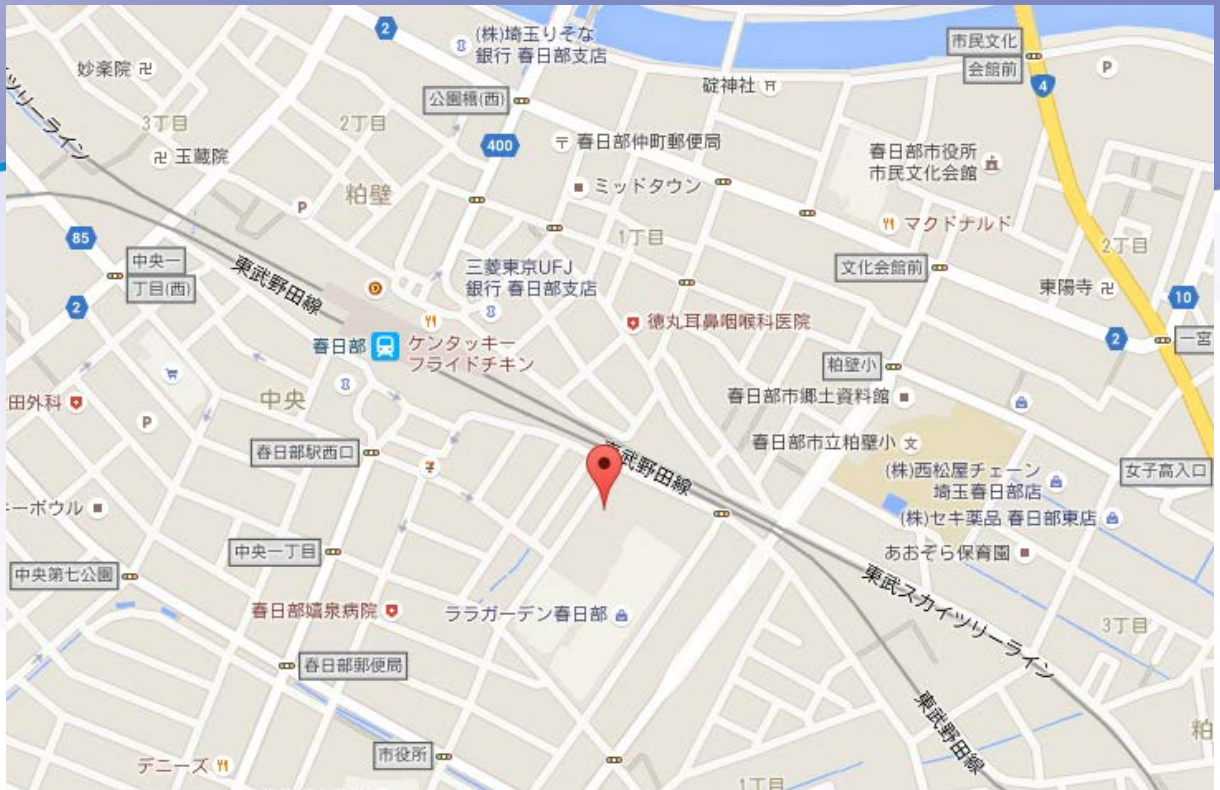 2
(株)埼玉りそな
銀行 春日部支店
市民文化
会館前
P
4
妙楽院
公園橋(西)
碇神社
ツリーライン
3丁目
2丁目
400
〒 春日部仲町郵便局
春日部市役所
市民文化会館
玉蔵院
ミッドタウン
粕壁
P
マクドナルド
85
1丁目
2丁目
中央一
丁目(西)
東武野田線
三菱東京UFJ
銀行 春日部支店
文化会館前
東陽寺
10
2
D
徳丸耳鼻咽喉科医院
2
一宮
春日部
ケンタッキー
フライドチキン
粕壁小
春日部市郷土資料館
田外科
中央
P
春日部駅西口
東武野田線
春日部市立粕壁小
文
(株)西松屋チェーン
埼玉春日部店
女子高入口
(株)セキ薬品 春日部東店
ーボウル
中央一丁目
あおぞら保育園
中央第七公園
東武スカイツリーライン
春日部嬉泉病院
ララガーデン春日部
3丁目
春日部郵便局
東武野田線
粕
市役所
デニーズ
1丁目